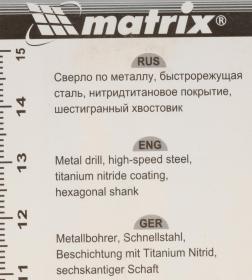 matrix®
RUS
Сверло по металлу, быстрорежущая
сталь, нитридтитановое покрытие,
шестигранный хвостовик
ENG
Metal drill, high-speed steel,
titanium nitride coating,
hexagonal shank
GER
Metallbohrer, Schnellstahl,
Beschichtung mit Titanium Nitrid,
sechskantiger Schaft
15
14
13
12
11